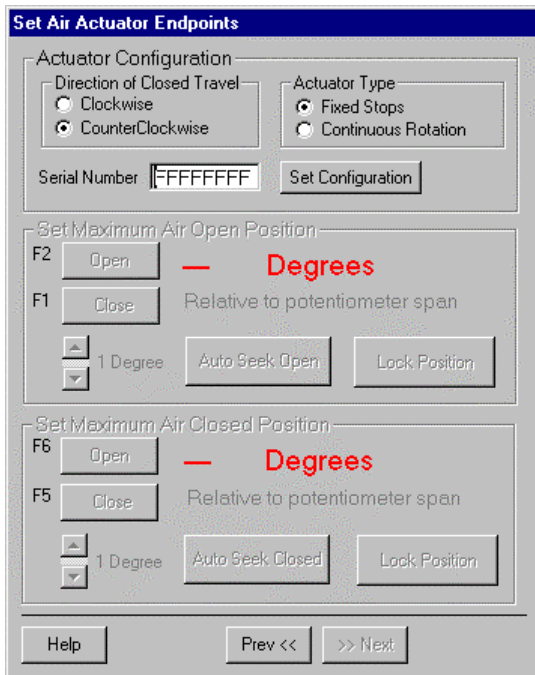 Set Air Actuator Endpoints
Actuator Configuration
Direction of Closed Travel
Clockwise
CounterClockwise
Actuator Type
Fixed Stops
Continuous Rotation
Serial Number FFFFFFFF Set Configuration
Set Maximum Air Open Position
F2 Open — Degrees
F1 Close Relative to potentiometer span
1 Degree Auto Seek Open Lock Position
Set Maximum Air Closed Position
F6 Open — Degrees
F5 Close Relative to potentiometer span
1 Degree Auto Seek Closed Lock Position
Help Prev << >> Next